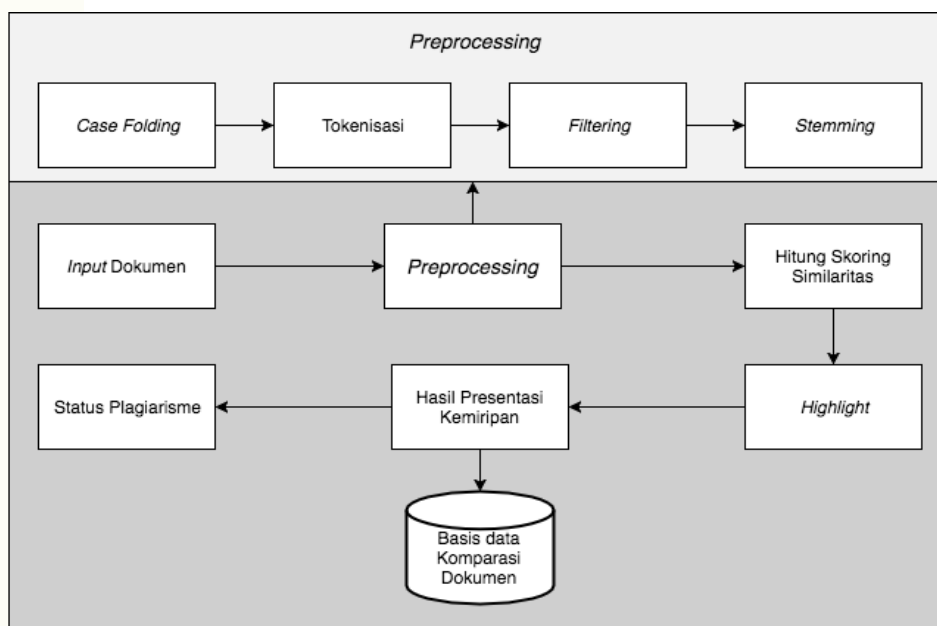 Preprocessing
Case Folding
Tokenisasi
Filtering
Stemming
Input Dokumen
Preprocessing
Hitung Skoring
Similaritas
Status Plagiarisme
Hasil Presentasi
Kemiripan
Highlight
Basis data
Komparasi
Dokumen